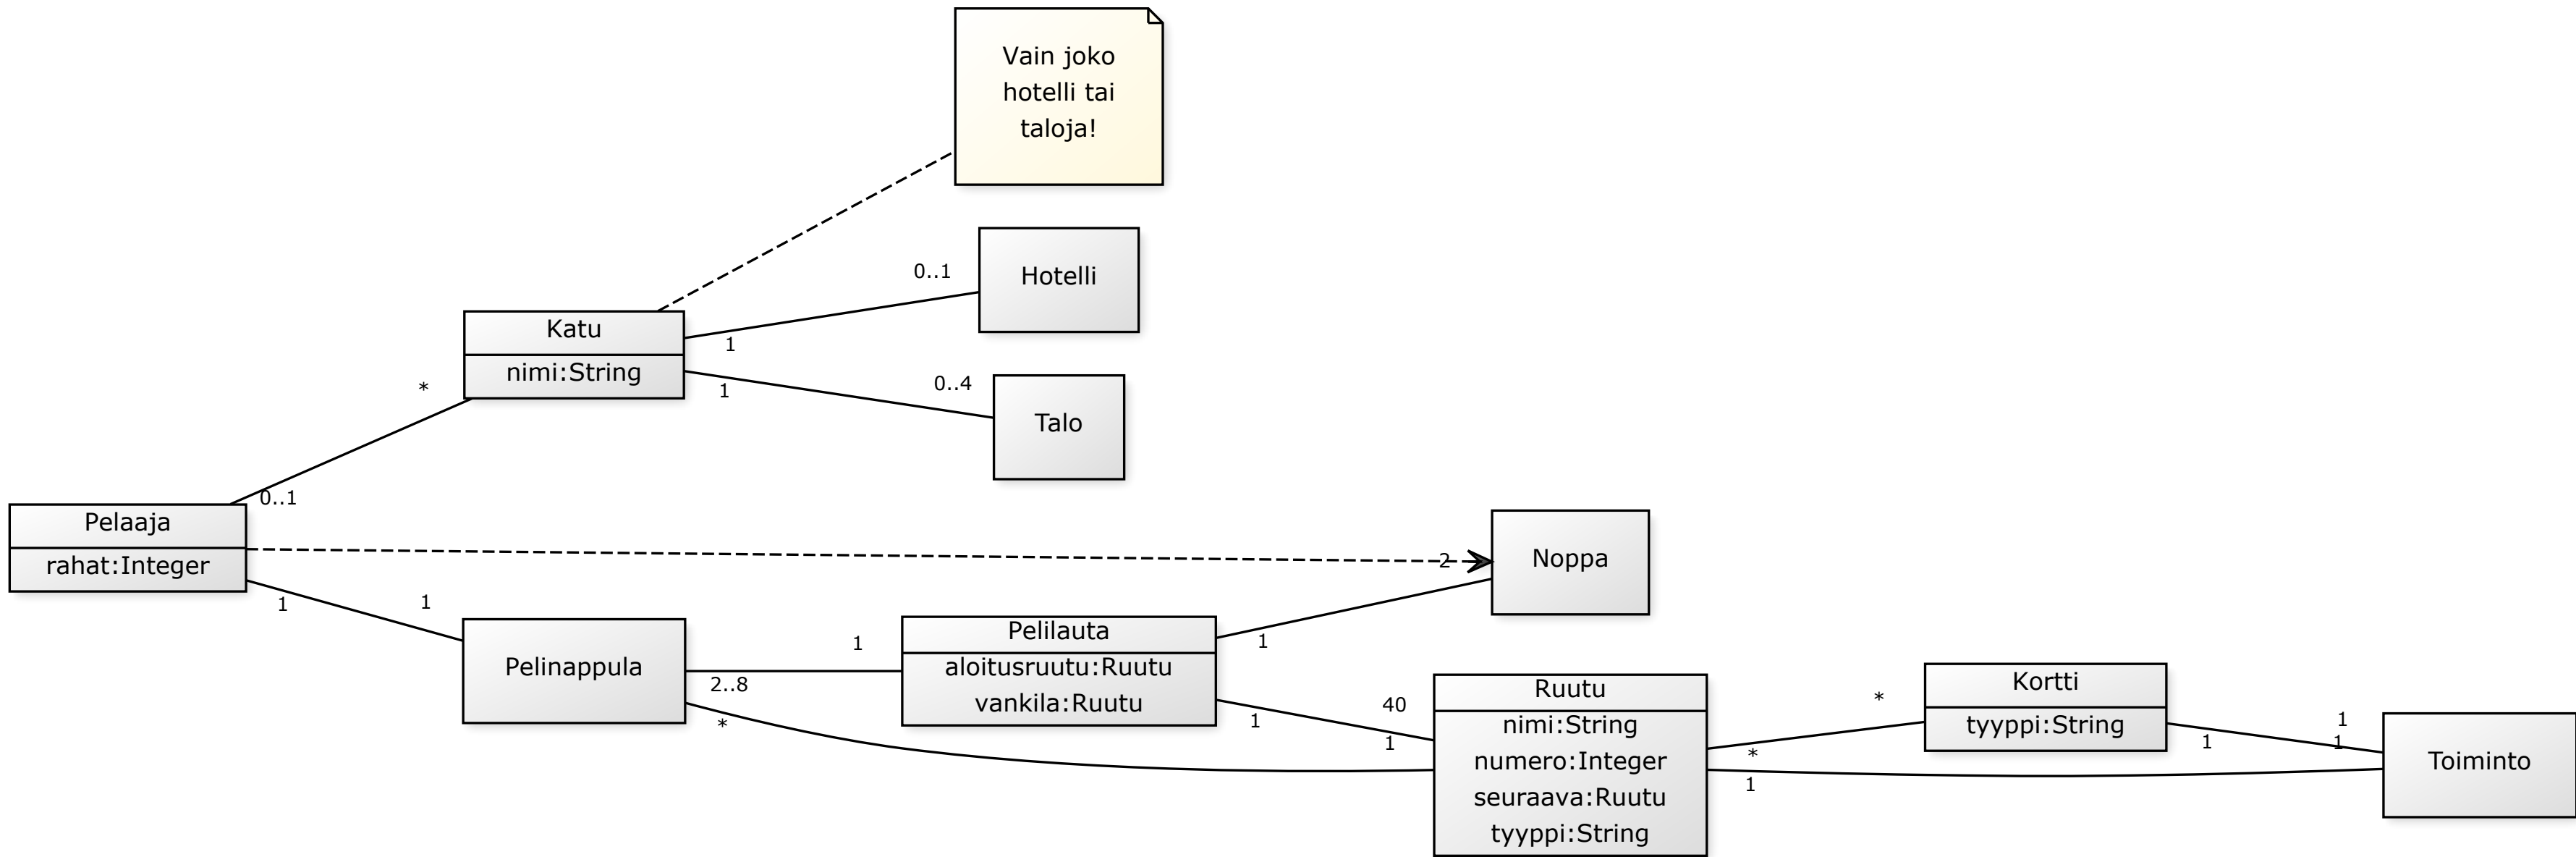 Vain joko
hotelli tai
taloja!
0..1
Hotelli
Katu
nimi:String
1
1
0..4
Talo
*
0..1
Pelaaja
rahat:Integer
1
1
2
Noppa
Pelinappula
1
2..8
*
Pelilauta
aloitusruutu:Ruutu
vankila:Ruutu
1
1
40
1
Ruutu
nimi:String
numero:Integer
seuraava:Ruutu
tyyppi:String
*
*
1
Kortti
tyyppi:String
1
1
1
Toiminto